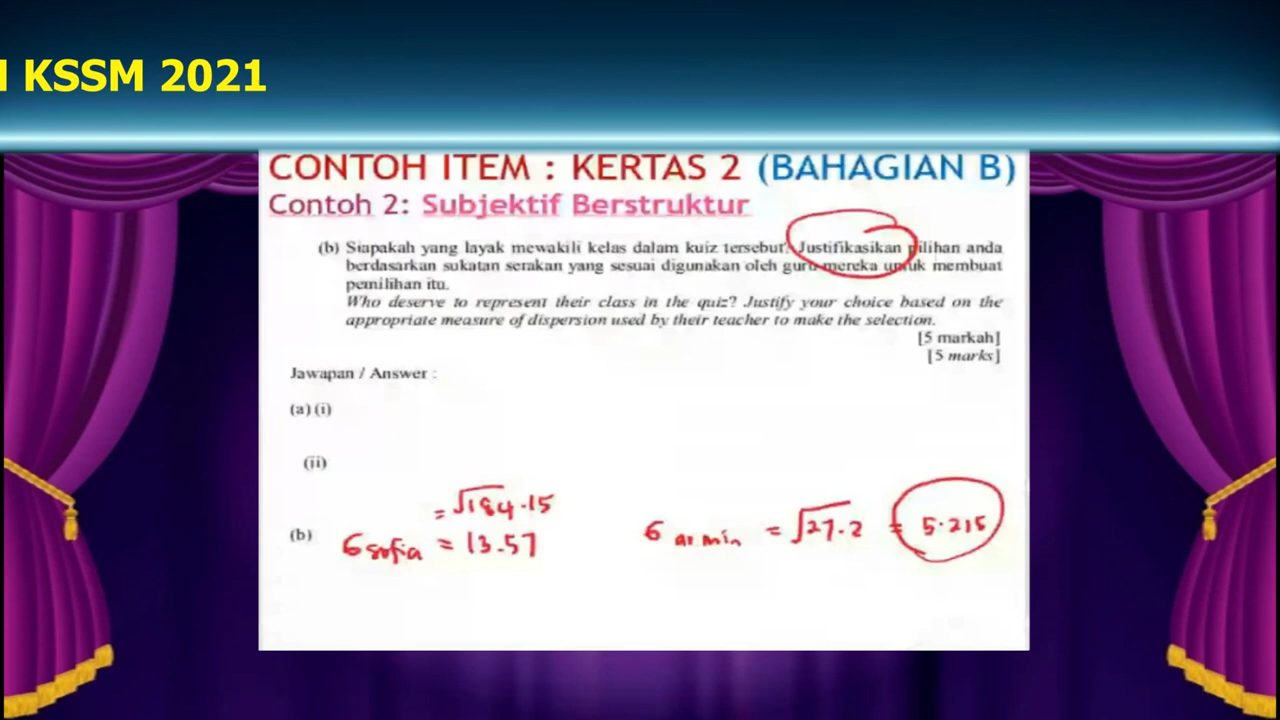 KSSM 2021
CONTOH ITEM : KERTAS 2 (BAHAGIAN B)
Contoh 2: Subjektif Berstruktur
(b) Siapakah yang layak mewakili kelas dalam kuiz tersebut? Justifikasikan pilihan anda
berdasarkan sukatan serakan yang sesuai digunakan oleh guru mereka untuk membuat
pemilihan itu.
Who deserve to represent their class in the quiz? Justify your choice based on the
appropriate measure of dispersion used by their teacher to make the selection.
[5 markah]
[5 marks]
Jawapan / Answer :
(a) (i)
(ii)
= √184.15
(b) σ sofia = 13.57
σ armin = √27.2 = 5.215